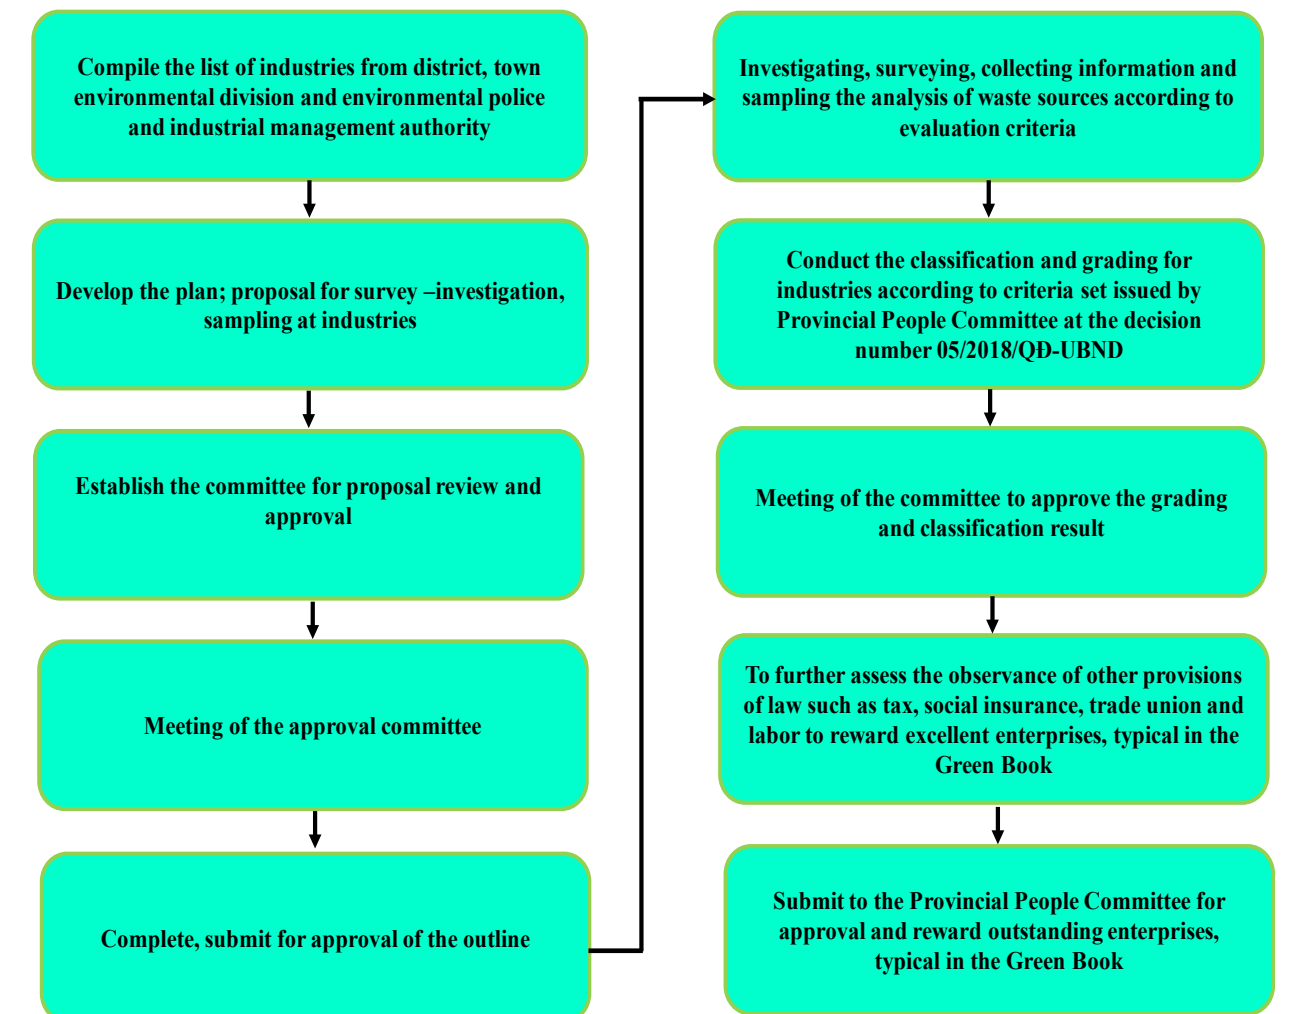 Compile the list of industries from district, town
environmental division and environmental police
and industrial management authority
Develop the plan; proposal for survey –investigation,
sampling at industries
Establish the committee for proposal review and
approval
Meeting of the approval committee
Complete, submit for approval of the outline
Investigating, surveying, collecting information and
sampling the analysis of waste sources according to
evaluation criteria
Conduct the classification and grading for
industries according to criteria set issued by
Provincial People Committee at the decision
number 05/2018/QĐ-UBND
Meeting of the committee to approve the grading
and classification result
To further assess the observance of other provisions
of law such as tax, social insurance, trade union and
labor to reward excellent enterprises, typical in the
Green Book
Submit to the Provincial People Committee for
approval and reward outstanding enterprises,
typical in the Green Book